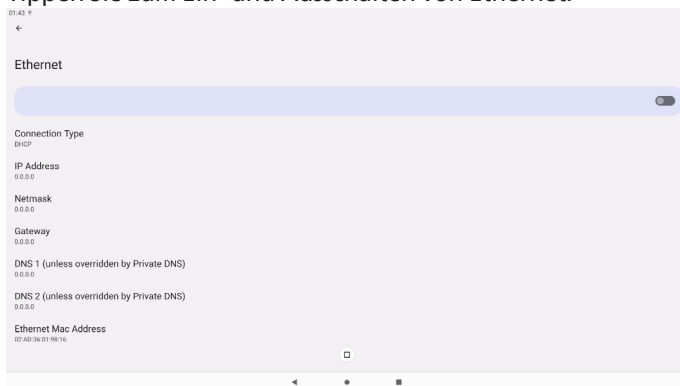 Tippen Sie zum Ein- und Ausschalten von Ethernet.
01:43
Ethernet
Connection Type
DHCP
IP Address
0.0.0.0
Netmask
0.0.0.0
Gateway
0.0.0.0
DNS 1 (unless overridden by Private DNS)
0.0.0.0
DNS 2 (unless overridden by Private DNS)
0.0.0.0
Ethernet Mac Address
02:AD:36:01:98:16